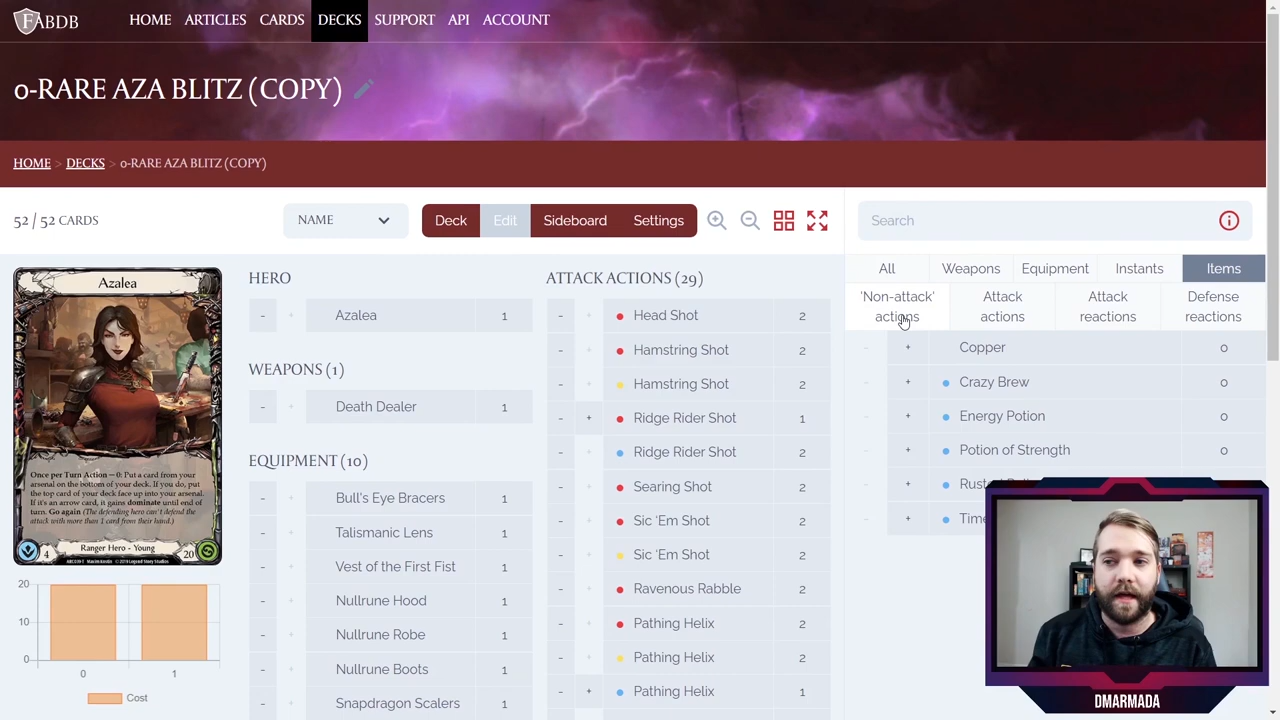 FABDB
HOME ARTICLES CARDS DECKS SUPPORT API ACCOUNT
0-RARE AZA BLITZ (COPY)
HOME > DECKS > 0-RARE AZA BLITZ (COPY)
52 / 52 CARDS
NAME
Deck Edit Sideboard Settings
Search
All Weapons Equipment Instants Items
'Non-attack' actions Attack actions Attack reactions Defense reactions
Azalea
Once per Turn Action – 0: Put a card from your
arsenal on the bottom of your deck. If you do, put
the top card of your deck face up into your arsenal.
If it's an arrow card, it gains dominate until end of
turn. Go again (The defending hero can't defend the
attack with more than 1 card from their hand.)
4 Ranger Hero - Young 20
20
10
0
0 1
Cost
HERO
- + Azalea 1
WEAPONS (1)
- + Death Dealer 1
EQUIPMENT (10)
- + Bull's Eye Bracers 1
- + Talismanic Lens 1
- + Vest of the First Fist 1
- + Nullrune Hood 1
- + Nullrune Robe 1
- + Nullrune Boots 1
- + Snapdragon Scalers 1
ATTACK ACTIONS (29)
- + Head Shot 2
- + Hamstring Shot 2
- + Hamstring Shot 2
- + Ridge Rider Shot 1
- + Ridge Rider Shot 2
- + Searing Shot 2
- + Sic 'Em Shot 2
- + Sic 'Em Shot 2
- + Ravenous Rabble 2
- + Pathing Helix 2
- + Pathing Helix 2
- + Pathing Helix 1
- + Copper 0
- + Crazy Brew 0
- + Energy Potion 0
- + Potion of Strength 0
- +
- + Time
DMARMADA